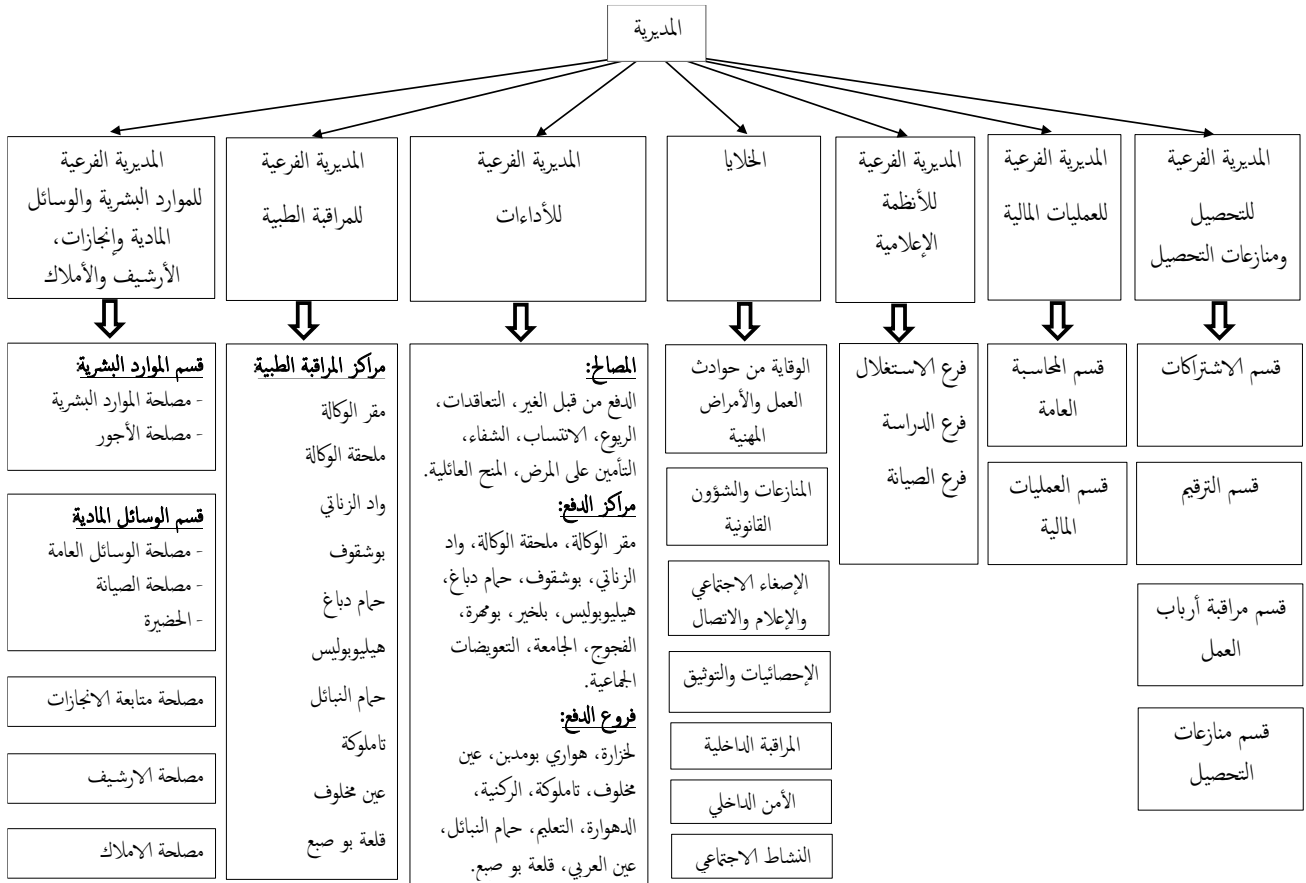 المديرية
المديرية الفرعية
للتحصيل
ومنازعات التحصيل
المديرية الفرعية
للعمليات المالية
المديرية الفرعية
للأنظمة
الإعلامية
الخلايا
المديرية الفرعية
للأداءات
المديرية الفرعية
للمراقبة الطبية
المديرية الفرعية
للموارد البشرية والوسائل
المادية وإنجازات،
الأرشيف والأملاك
قسم الاشتراكات
قسم الترقيم
قسم مراقبة أرباب
العمل
قسم منازعات
التحصيل
قسم المحاسبة
العامة
قسم العمليات
المالية
فرع الاستغلال
فرع الدراسة
فرع الصيانة
الوقاية من حوادث
العمل والأمراض
المهنية
المنازعات والشؤون
القانونية
الإصغاء الاجتماعي
والإعلام والاتصال
الإحصائيات والتوثيق
المراقبة الداخلية
الأمن الداخلي
النشاط الاجتماعي
المصالح:
الدفع من قبل الغير، التعاقدات،
الريوع، الانتساب، الشفاء،
التأمين على المرض، المنح العائلية.
مراكز الدفع:
مقر الوكالة، ملحقة الوكالة، واد
الزناتي، بوشقوف، حمام دباغ،
هيليوبوليس، بلخير، بومهرة،
الفجوج، الجامعة، التعويضات
الجماعية.
فروع الدفع:
لخزارة، هواري بومدبن، عين
مخلوف، تاملوكة، الركنية،
الدهوارة، التعليم، حمام النبائل،
عين العربي، قلعة بو صبع.
مراكز المراقبة الطبية:
مقر الوكالة
ملحقة الوكالة
واد الزناتي
بوشقوف
حمام دباغ
هيليوبوليس
حمام النبائل
تاملوكة
عين مخلوف
قلعة بو صبع
قسم الموارد البشرية:
- مصلحة الموارد البشرية
- مصلحة الأجور
قسم الوسائل المادية:
- مصلحة الوسائل العامة
- مصلحة الصيانة
- الحضيرة
مصلحة متابعة الانجازات
مصلحة الارشيف
مصلحة الاملاك